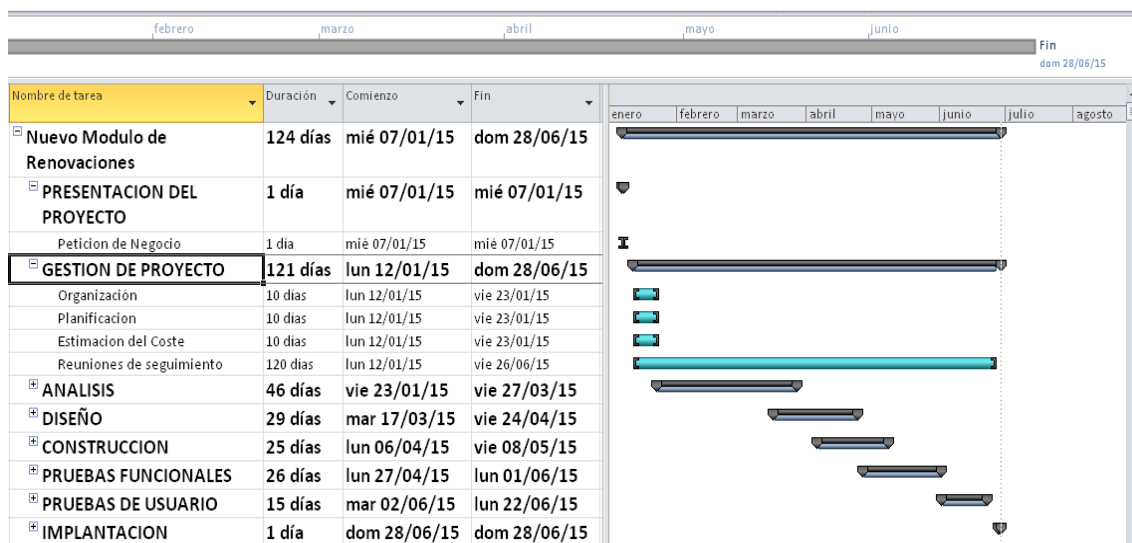 febrero marzo abril mayo junio
Fin
dom 28/06/15
Nombre de tarea Duración Comienzo Fin
enero febrero marzo abril mayo junio julio agosto
Nuevo Modulo de Renovaciones 124 días mié 07/01/15 dom 28/06/15
PRESENTACION DEL PROYECTO 1 día mié 07/01/15 mié 07/01/15
Peticion de Negocio 1 dia mié 07/01/15 mié 07/01/15
GESTION DE PROYECTO 121 días lun 12/01/15 dom 28/06/15
Organización 10 dias lun 12/01/15 vie 23/01/15
Planificacion 10 dias lun 12/01/15 vie 23/01/15
Estimacion del Coste 10 dias lun 12/01/15 vie 23/01/15
Reuniones de seguimiento 120 dias lun 12/01/15 vie 26/06/15
ANALISIS 46 días vie 23/01/15 vie 27/03/15
DISEÑO 29 días mar 17/03/15 vie 24/04/15
CONSTRUCCION 25 días lun 06/04/15 vie 08/05/15
PRUEBAS FUNCIONALES 26 días lun 27/04/15 lun 01/06/15
PRUEBAS DE USUARIO 15 días mar 02/06/15 lun 22/06/15
IMPLANTACION 1 día dom 28/06/15 dom 28/06/15